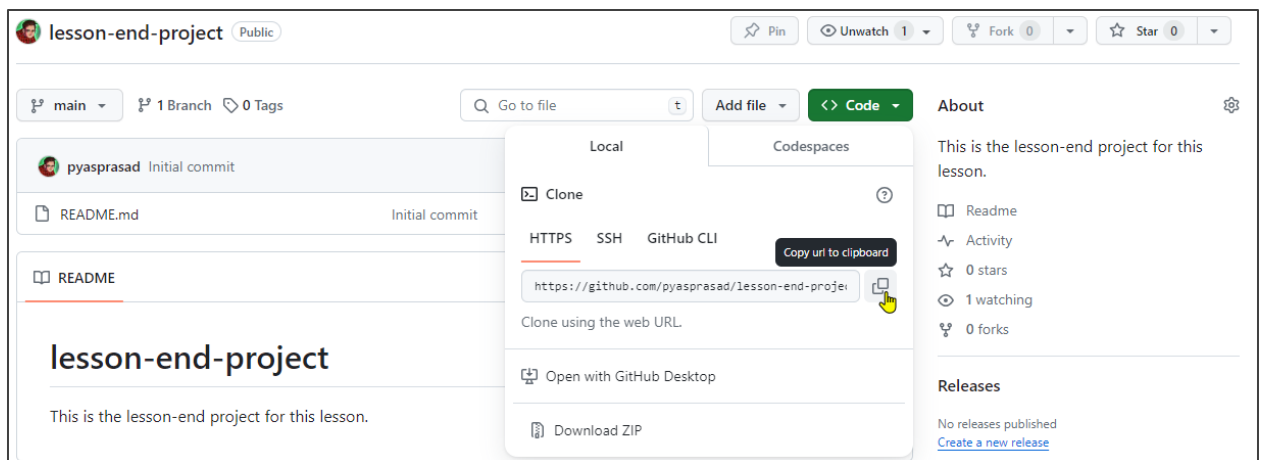 lesson-end-project Public
Pin
Unwatch 1
Fork 0
Star 0
main
1 Branch
0 Tags
Go to file
t
Add file
<> Code
pyasprasad Initial commit
README.md
Initial commit
README
lesson-end-project
This is the lesson-end project for this lesson.
Local
Codespaces
Clone
HTTPS
SSH
GitHub CLI
Copy url to clipboard
https://github.com/pyasprasad/lesson-end-projec
Clone using the web URL.
Open with GitHub Desktop
Download ZIP
About
This is the lesson-end project for this
lesson.
Readme
Activity
0 stars
1 watching
0 forks
Releases
No releases published
Create a new release